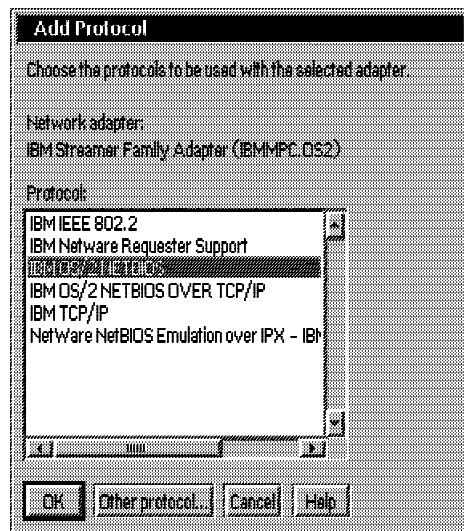 Add Protocol
Choose the protocols to be used with the selected adapter.
Network adapter:
IBM Streamer Family Adapter (IBMMPC.OS2)
Protocol:
IBM IEEE 802.2
IBM Netware Requester Support
IBM OS/2 NETBIOS
IBM OS/2 NETBIOS OVER TCP/IP
IBM TCP/IP
NetWare NetBIOS Emulation over IPX - IBM
OK
Other protocol...
Cancel
Help